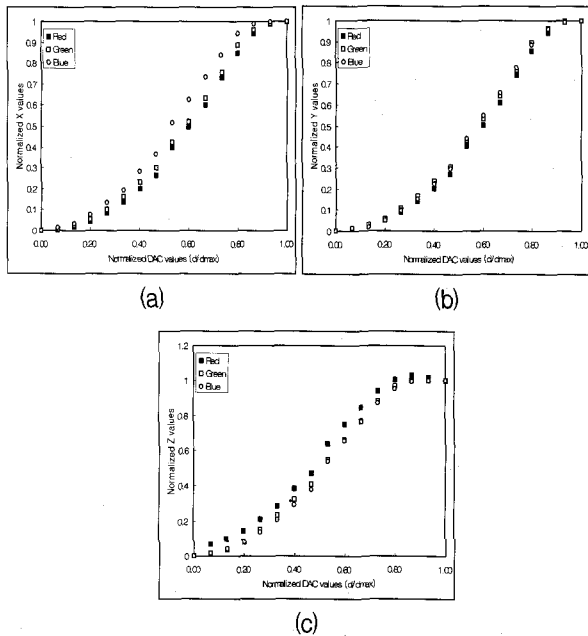 Normalized X values
1
0.9
0.8
0.7
0.6
0.5
0.4
0.3
0.2
0.1
0
Red
Green
Blue
0.00 0.20 0.40 0.60 0.80 1.00
Normalized DAC values (d/dmax)
(a)
Normalized Y values
1
0.9
0.8
0.7
0.6
0.5
0.4
0.3
0.2
0.1
0
Red
Green
Blue
0.00 0.20 0.40 0.60 0.80 1.00
Normalized DAC values (d/dmax)
(b)
Normalized Z values
1.2
1
0.8
0.6
0.4
0.2
0
Red
Green
Blue
0.00 0.20 0.40 0.60 0.80 1.00
Normalized DAC values (d/dmax)
(c)